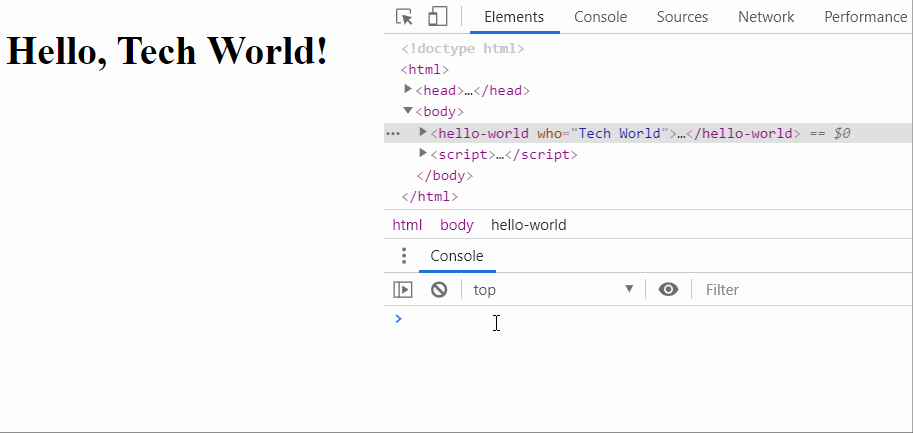 Hello, Tech World!
Elements Console Sources Network Performance
<!doctype html>
<html>
<head>…</head>
<body>
<hello-world who="Tech World">…</hello-world> == $0
<script>…</script>
</body>
</html>
html body hello-world
Console
top Filter